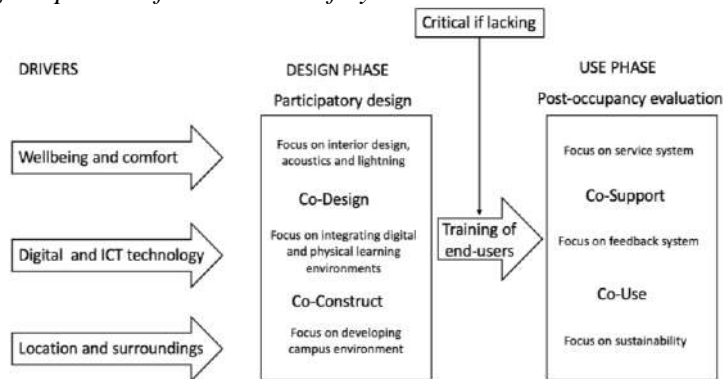 Critical if lacking
DRIVERS
DESIGN PHASE
USE PHASE
Participatory design
Post-occupancy evaluation
Wellbeing and comfort
Focus on interior design,
acoustics and lightning
Focus on service system
Co-Design
Co-Support
Digital and ICT technology
Focus on integrating digital
and physical learning
environments
Training of
end-users
Focus on feedback system
Co-Construct
Co-Use
Location and surroundings
Focus on developing
campus environment
Focus on sustainability